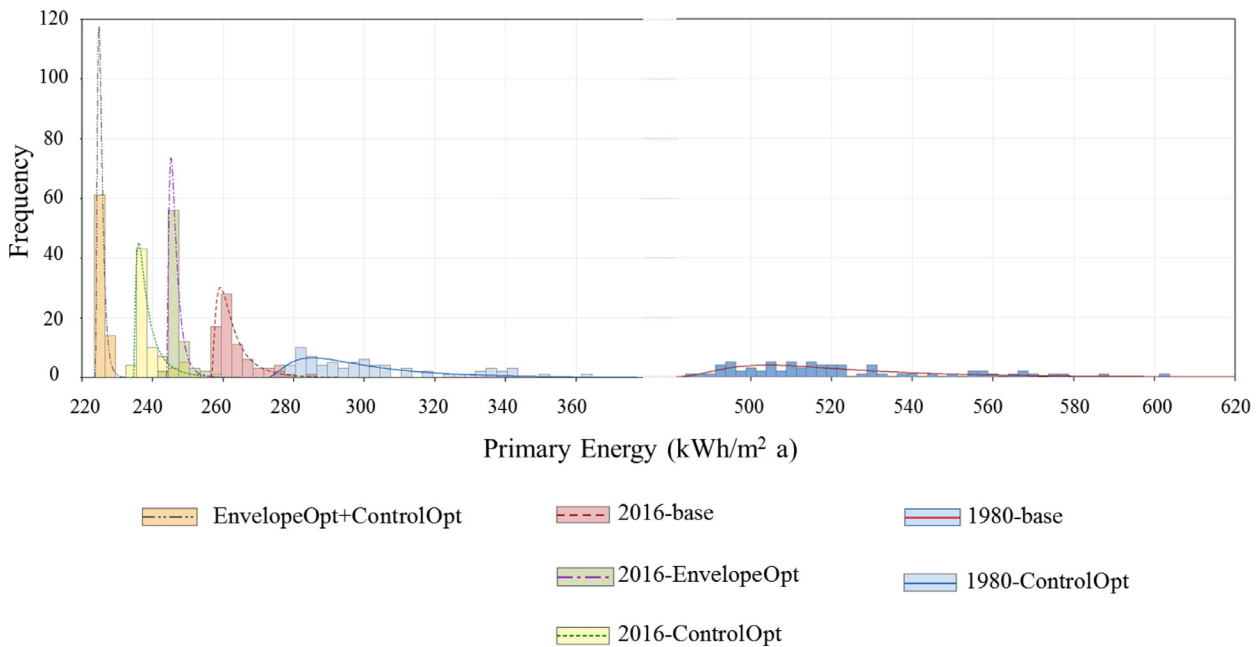 120
100
80
60
40
20
0
Frequency
220 240 260 280 300 320 340 360 500 520 540 560 580 600 620
Primary Energy (kWh/m² a)
EnvelopeOpt+ControlOpt 2016-base 1980-base
2016-EnvelopeOpt 1980-ControlOpt
2016-ControlOpt